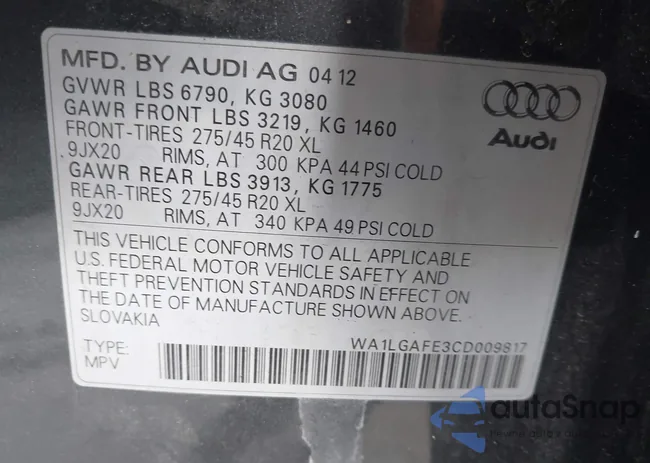 MFD. BY AUDI AG 04 12
GVWR LBS 6790, KG 3080
GAWR FRONT LBS 3219, KG 1460
FRONT-TIRES 275/45 R20 XL
9JX20 RIMS, AT 300 KPA 44 PSI COLD
GAWR REAR LBS 3913, KG 1775
REAR-TIRES 275/45 R20 XL
9JX20 RIMS, AT 340 KPA 49 PSI COLD
Audi
THIS VEHICLE CONFORMS TO ALL APPLICABLE
U.S. FEDERAL MOTOR VEHICLE SAFETY AND
THEFT PREVENTION STANDARDS IN EFFECT ON
THE DATE OF MANUFACTURE SHOWN ABOVE.
SLOVAKIA
WA1LGAFE3CD009817
TYPE:
MPV
autoSnap